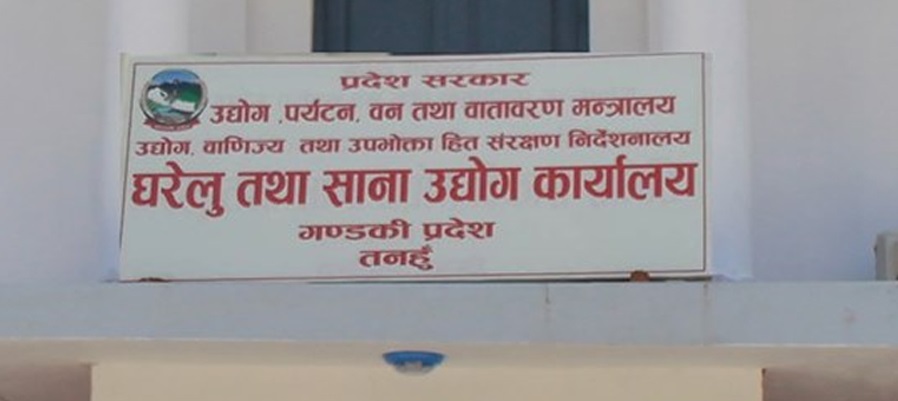 प्रदेश सरकार
उद्योग ,पर्यटन, वन तथा वातावरण मन्त्रालय
उद्योग, वाणिज्य तथा उपभोक्ता हित संरक्षण निर्देशनालय
घरेलु तथा साना उद्योग कार्यालय
गण्डकी प्रदेश
तनहुँ